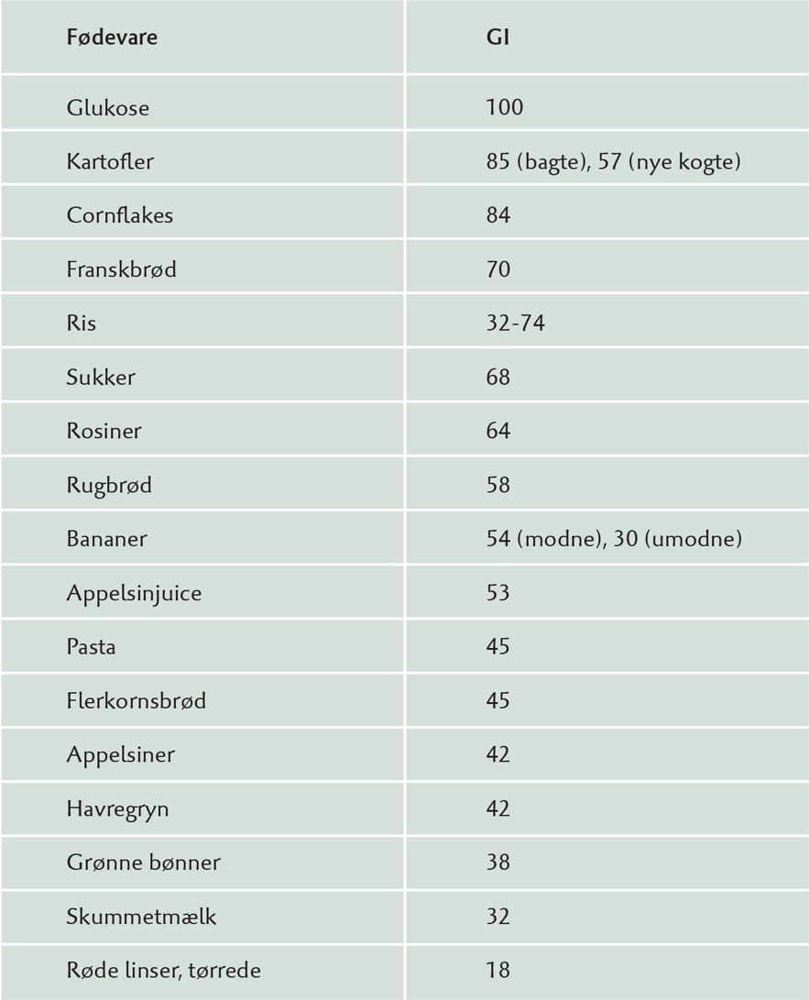 Fødevare GI
Glukose 100
Kartofler 85 (bagte), 57 (nye kogte)
Cornflakes 84
Franskbrød 70
Ris 32-74
Sukker 68
Rosiner 64
Rugbrød 58
Bananer 54 (modne), 30 (umodne)
Appelsinjuice 53
Pasta 45
Flerkornsbrød 45
Appelsiner 42
Havregryn 42
Grønne bønner 38
Skummetmælk 32
Røde linser, tørrede 18